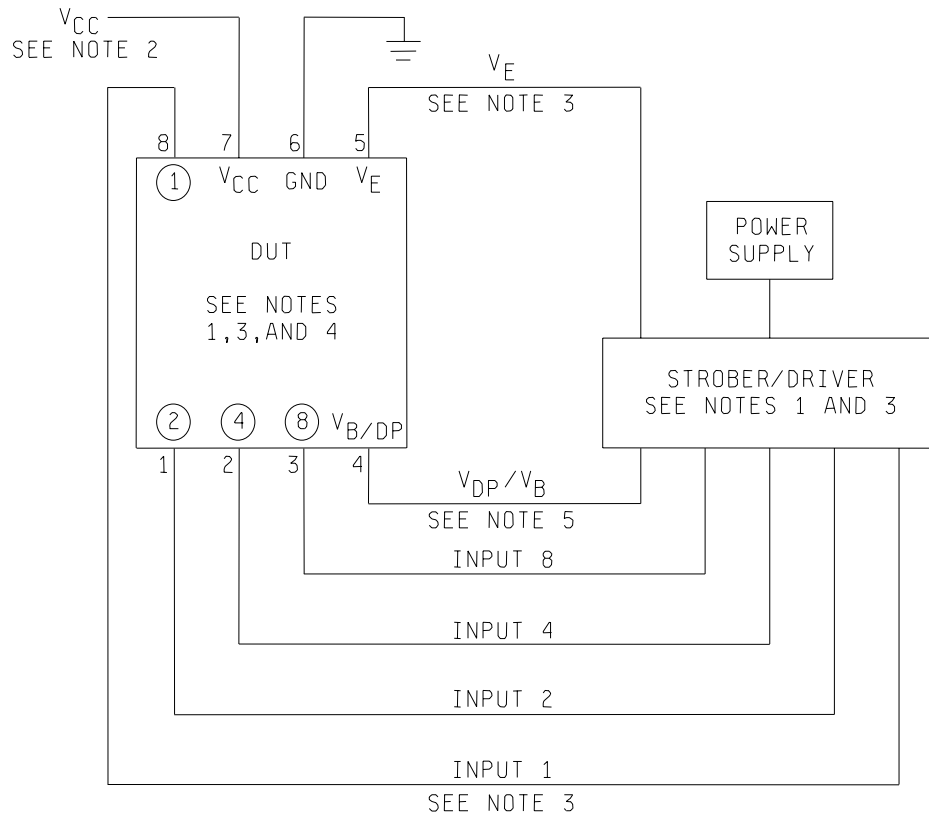 VCC
SEE NOTE 2
VE
SEE NOTE 3
8 7 6 5
1 VCC GND VE
DUT
SEE NOTES
1,3,AND 4
2 4 8 VB/DP
1 2 3 4
POWER
SUPPLY
STROBER/DRIVER
SEE NOTES 1 AND 3
VDP/VB
SEE NOTE 5
INPUT 8
INPUT 4
INPUT 2
INPUT 1
SEE NOTE 3